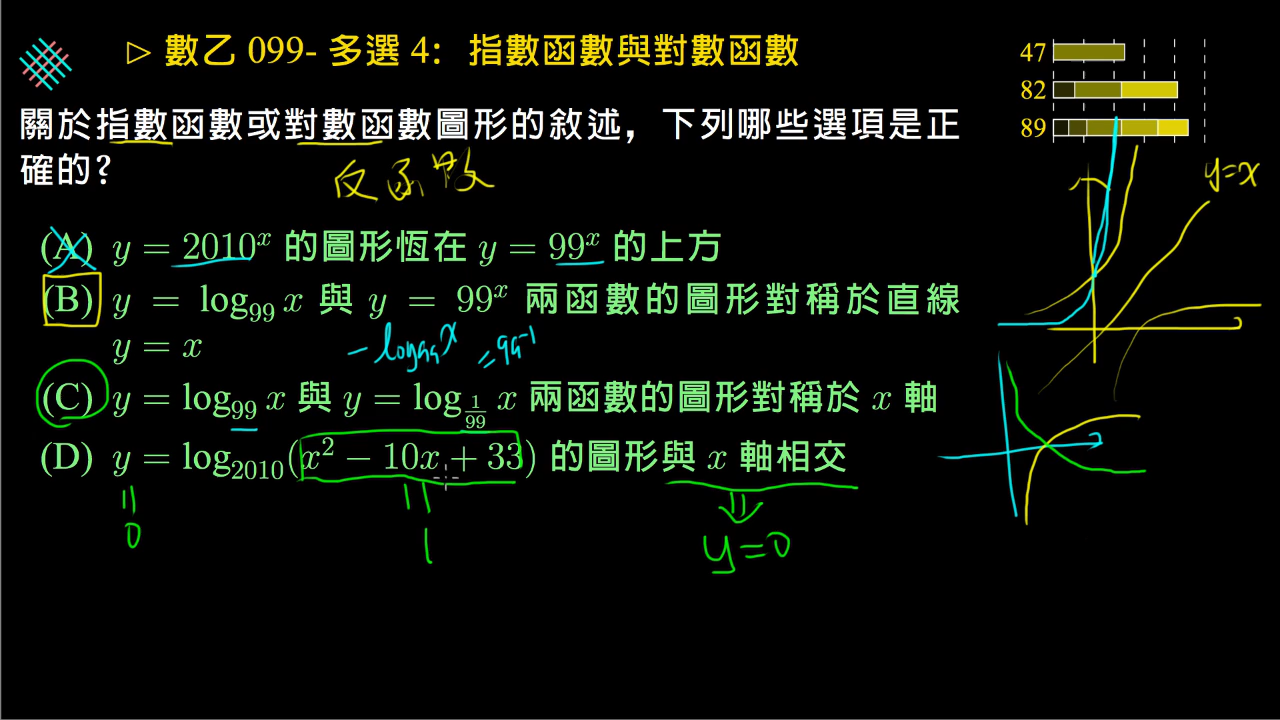 ▷ 數乙 099- 多選 4： 指數函數與對數函數
47
82
89
關於指數函數或對數函數圖形的敘述，下列哪些選項是正
確的？
反函數
y=x
(A) y = 2010^x 的圖形恆在 y = 99^x 的上方
(B) y = log_99 x 與 y = 99^x 兩函數的圖形對稱於直線
y = x
-log_99 x
=99^-1
(C) y = log_99 x 與 y = log_{1/99} x 兩函數的圖形對稱於 x 軸
(D) y = log_2010(x^2 − 10x + 33) 的圖形與 x 軸相交
0
1
y=0